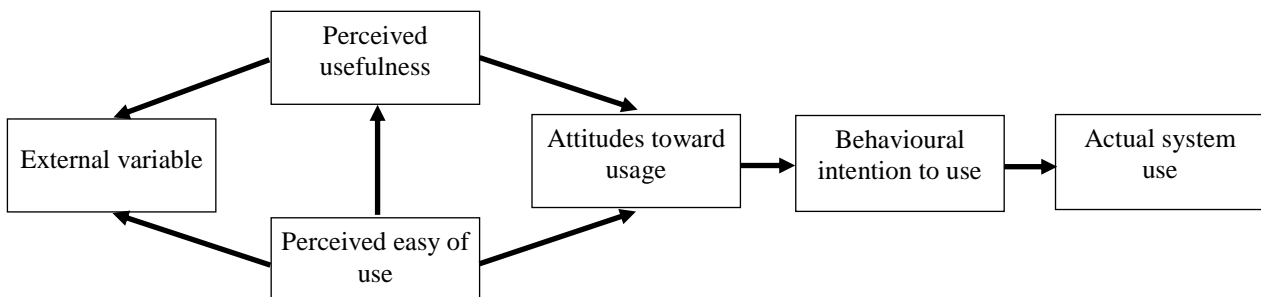 Perceived
usefulness
External variable
Perceived easy of
use
Attitudes toward
usage
Behavioural
intention to use
Actual system
use